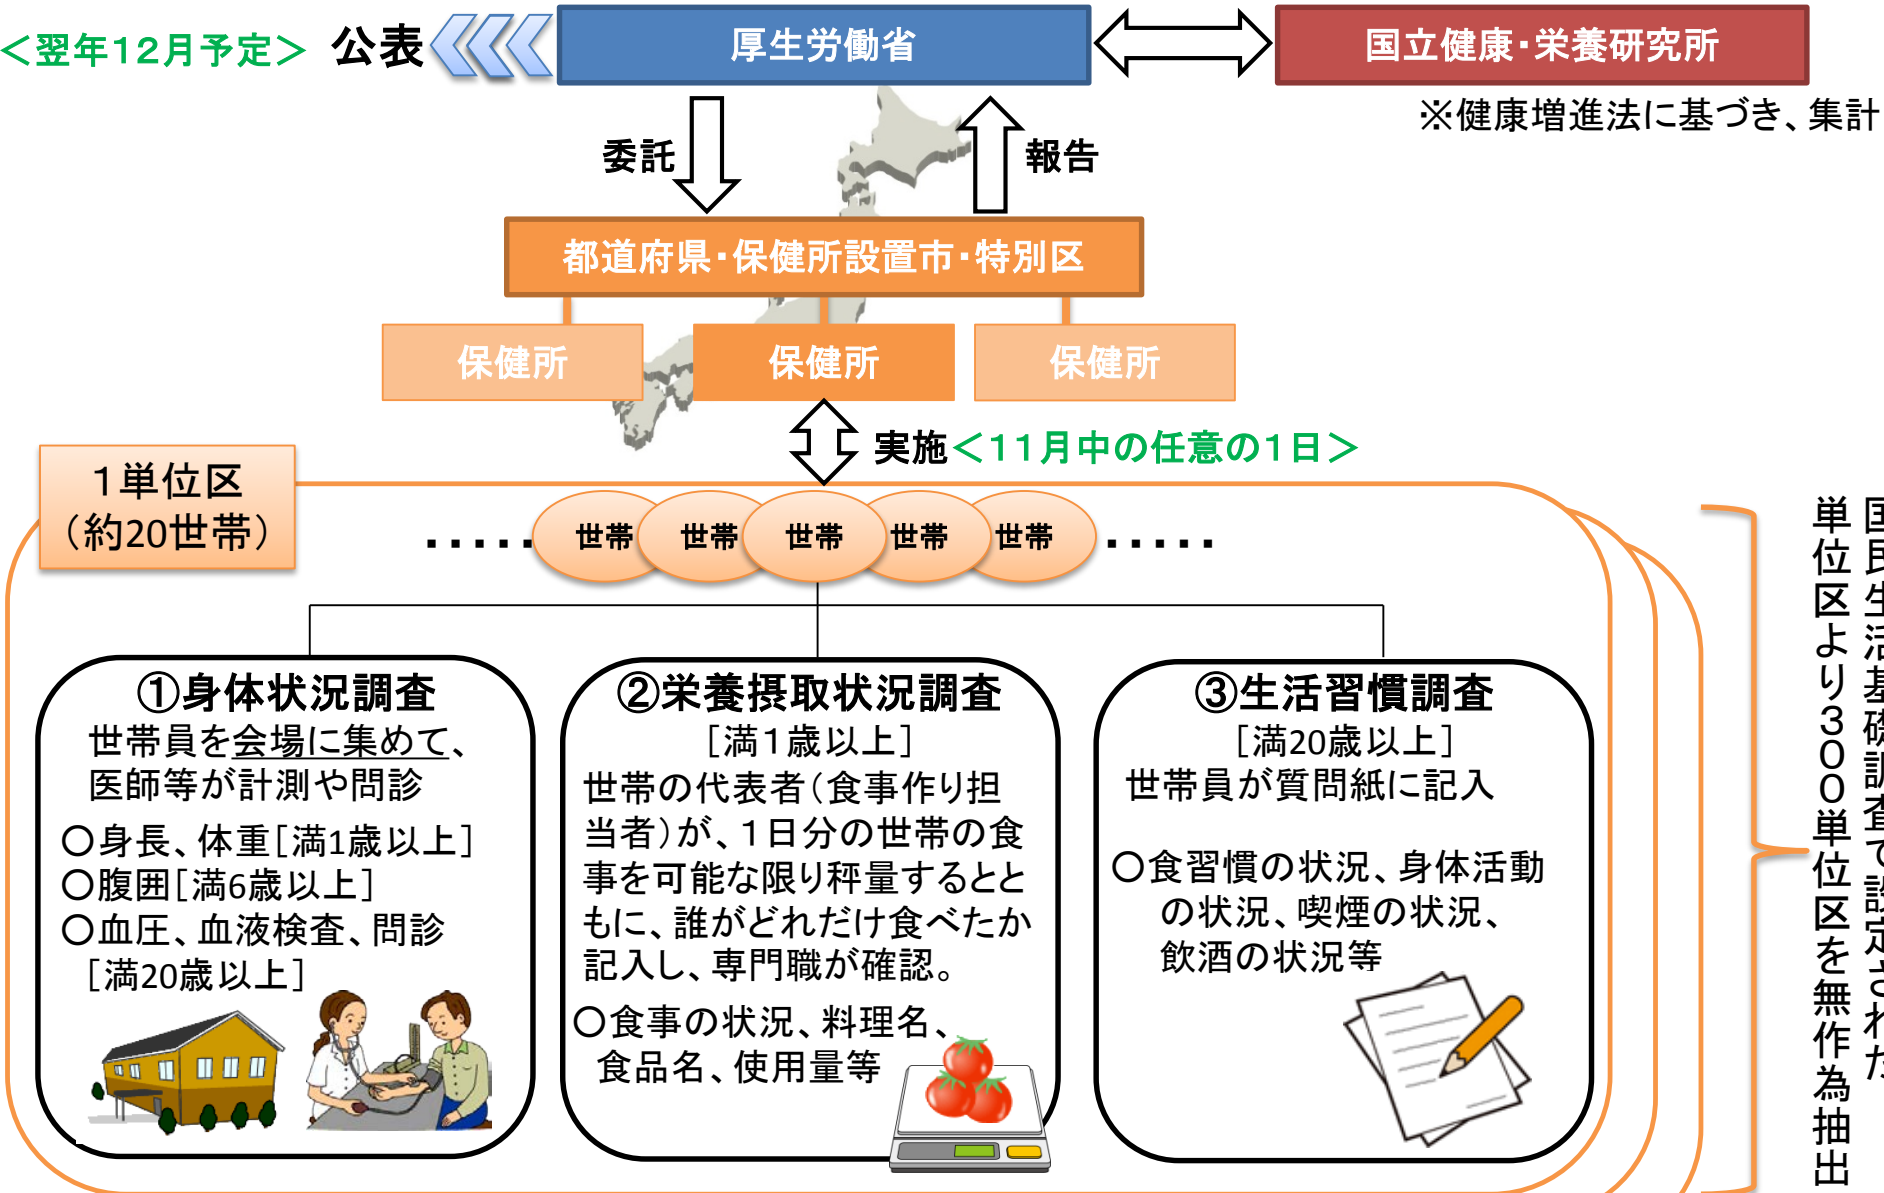 ＜翌年１２月予定＞ 公表
厚生労働省
国立健康・栄養研究所
※健康増進法に基づき、集計
委託
報告
都道府県・保健所設置市・特別区
保健所
保健所
保健所
実施＜１１月中の任意の１日＞
１単位区
（約20世帯）
・・・・・ 世帯 世帯 世帯 世帯 世帯 ・・・・・
①身体状況調査
世帯員を会場に集めて、
医師等が計測や問診
○身長、体重［満1歳以上］
○腹囲［満6歳以上］
○血圧、血液検査、問診
［満20歳以上］
②栄養摂取状況調査
［満１歳以上］
世帯の代表者（食事作り担
当者）が、１日分の世帯の食
事を可能な限り秤量するとと
もに、誰がどれだけ食べたか
記入し、専門職が確認。
○食事の状況、料理名、
食品名、使用量等
③生活習慣調査
［満20歳以上］
世帯員が質問紙に記入
○食習慣の状況、身体活動
の状況、喫煙の状況、
飲酒の状況等
国民生活基礎調査で設定された
単位区より３００単位区を無作為抽出